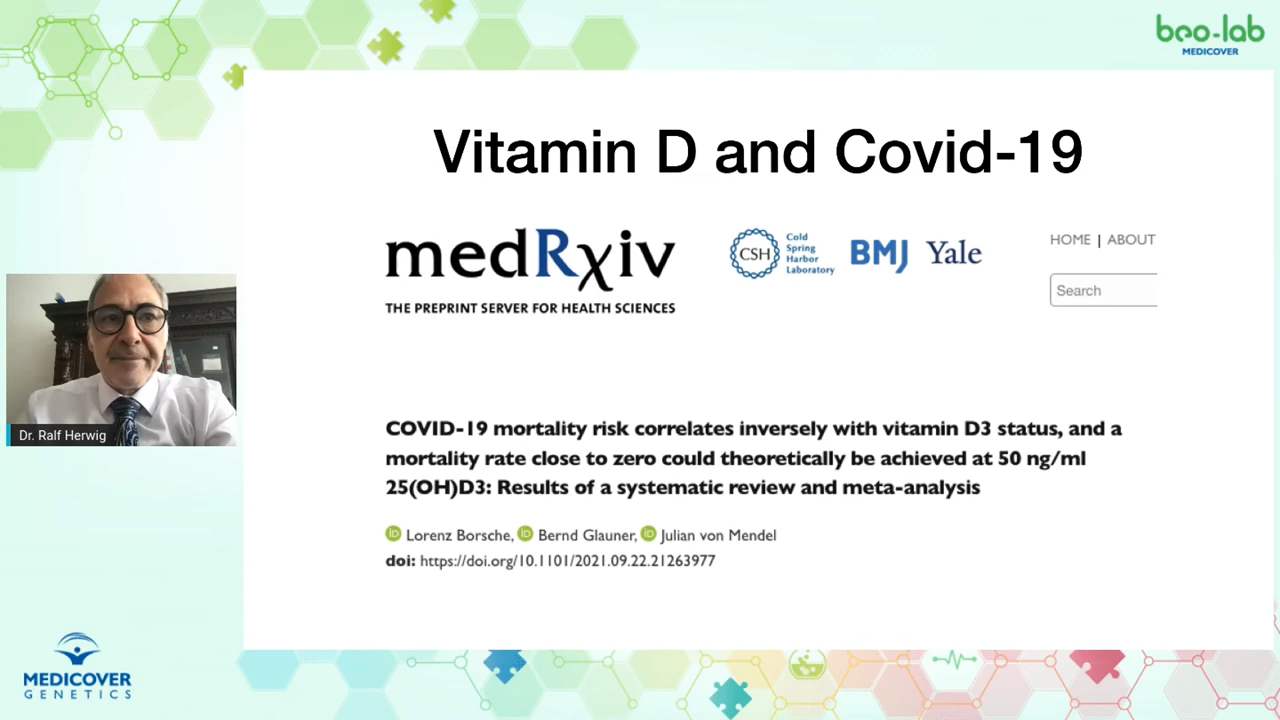 beo-lab
MEDICOVER
Vitamin D and Covid-19
medRxiv
THE PREPRINT SERVER FOR HEALTH SCIENCES
CSH
Cold
Spring
Harbor
Laboratory
BMJ
Yale
HOME | ABOUT
Search
Dr. Ralf Herwig
COVID-19 mortality risk correlates inversely with vitamin D3 status, and a
mortality rate close to zero could theoretically be achieved at 50 ng/ml
25(OH)D3: Results of a systematic review and meta-analysis
iD Lorenz Borsche, iD Bernd Glauner, iD Julian von Mendel
doi: https://doi.org/10.1101/2021.09.22.21263977
MEDICOVER
GENETICS